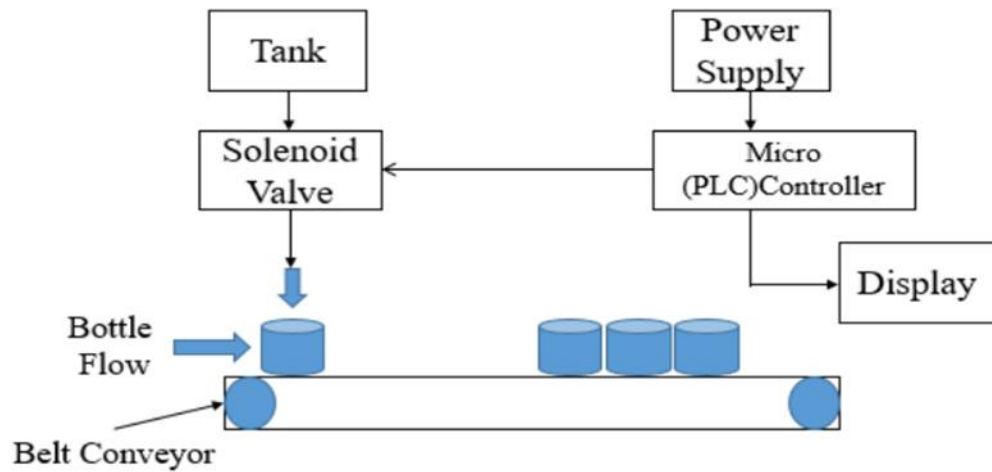 Tank
Power
Supply
Solenoid
Valve
Micro
(PLC)Controller
Display
Bottle
Flow
Belt Conveyor